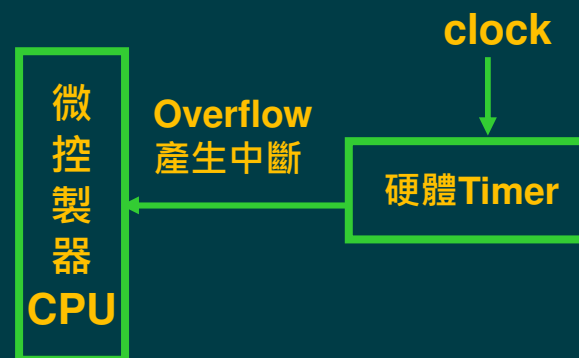 clock
微
控
製
器
CPU
Overflow
產生中斷
硬體Timer